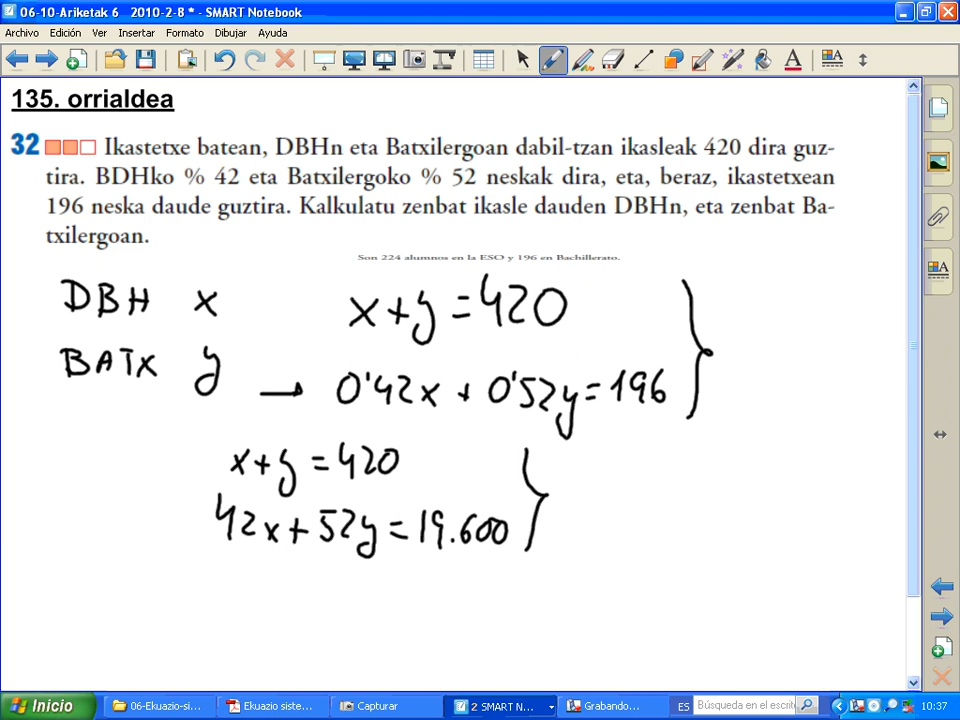 06-10-Ariketak 6 2010-2-8 * - SMART Notebook
Archivo Edición Ver Insertar Formato Dibujar Ayuda
135. orrialdea
32 Ikastetxe batean, DBHn eta Batxilergoan dabil-tzan ikasleak 420 dira guz-
tira. BDHko % 42 eta Batxilergoko % 52 neskak dira, eta, beraz, ikastetxean
196 neska daude guztira. Kalkulatu zenbat ikasle dauden DBHn, eta zenbat Ba-
txilergoan.
Son 224 alumnos en la ESO y 196 en Bachillerato.
DBH x x+y=420
BATX y → 0'42x + 0'52y=196
x+y=420
42x+52y=19.600
Inicio 06-Ekuazio-si... Ekuazio siste... Capturar 2 SMART N... Grabando... ES Búsqueda en el escrito 10:37